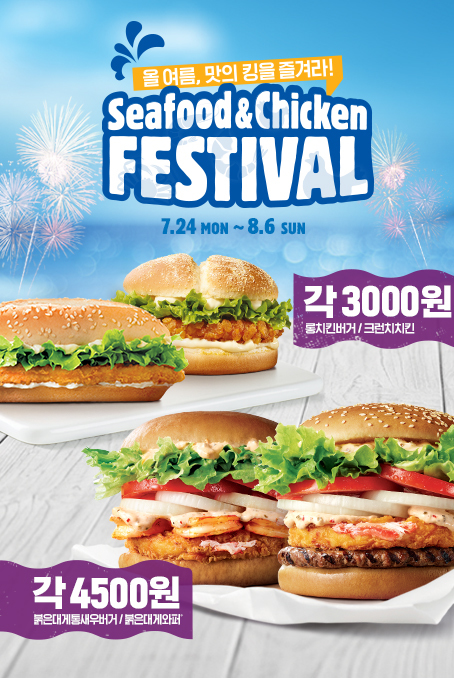 올 여름, 맛의 킹을 즐겨라!
Seafood & Chicken
FESTIVAL
7.24 MON ~ 8.6 SUN
각 3000원
롱치킨버거 / 크런치치킨
각 4500원
붉은대게통새우버거 / 붉은대게와퍼